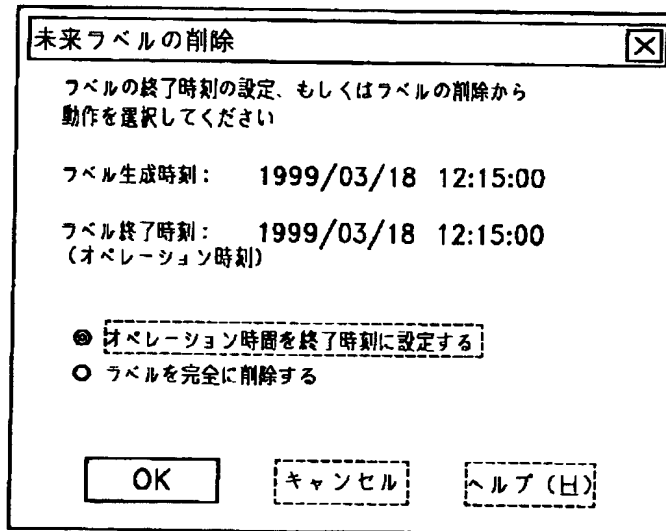 未来ラベルの削除
ラベルの終了時刻の設定、もしくはラベルの削除から
動作を選択してください
ラベル生成時刻： 1999/03/18 12:15:00
ラベル終了時刻： 1999/03/18 12:15:00
（オペレーション時刻）
オペレーション時間を終了時刻に設定する
ラベルを完全に削除する
OK キャンセル ヘルプ（H）